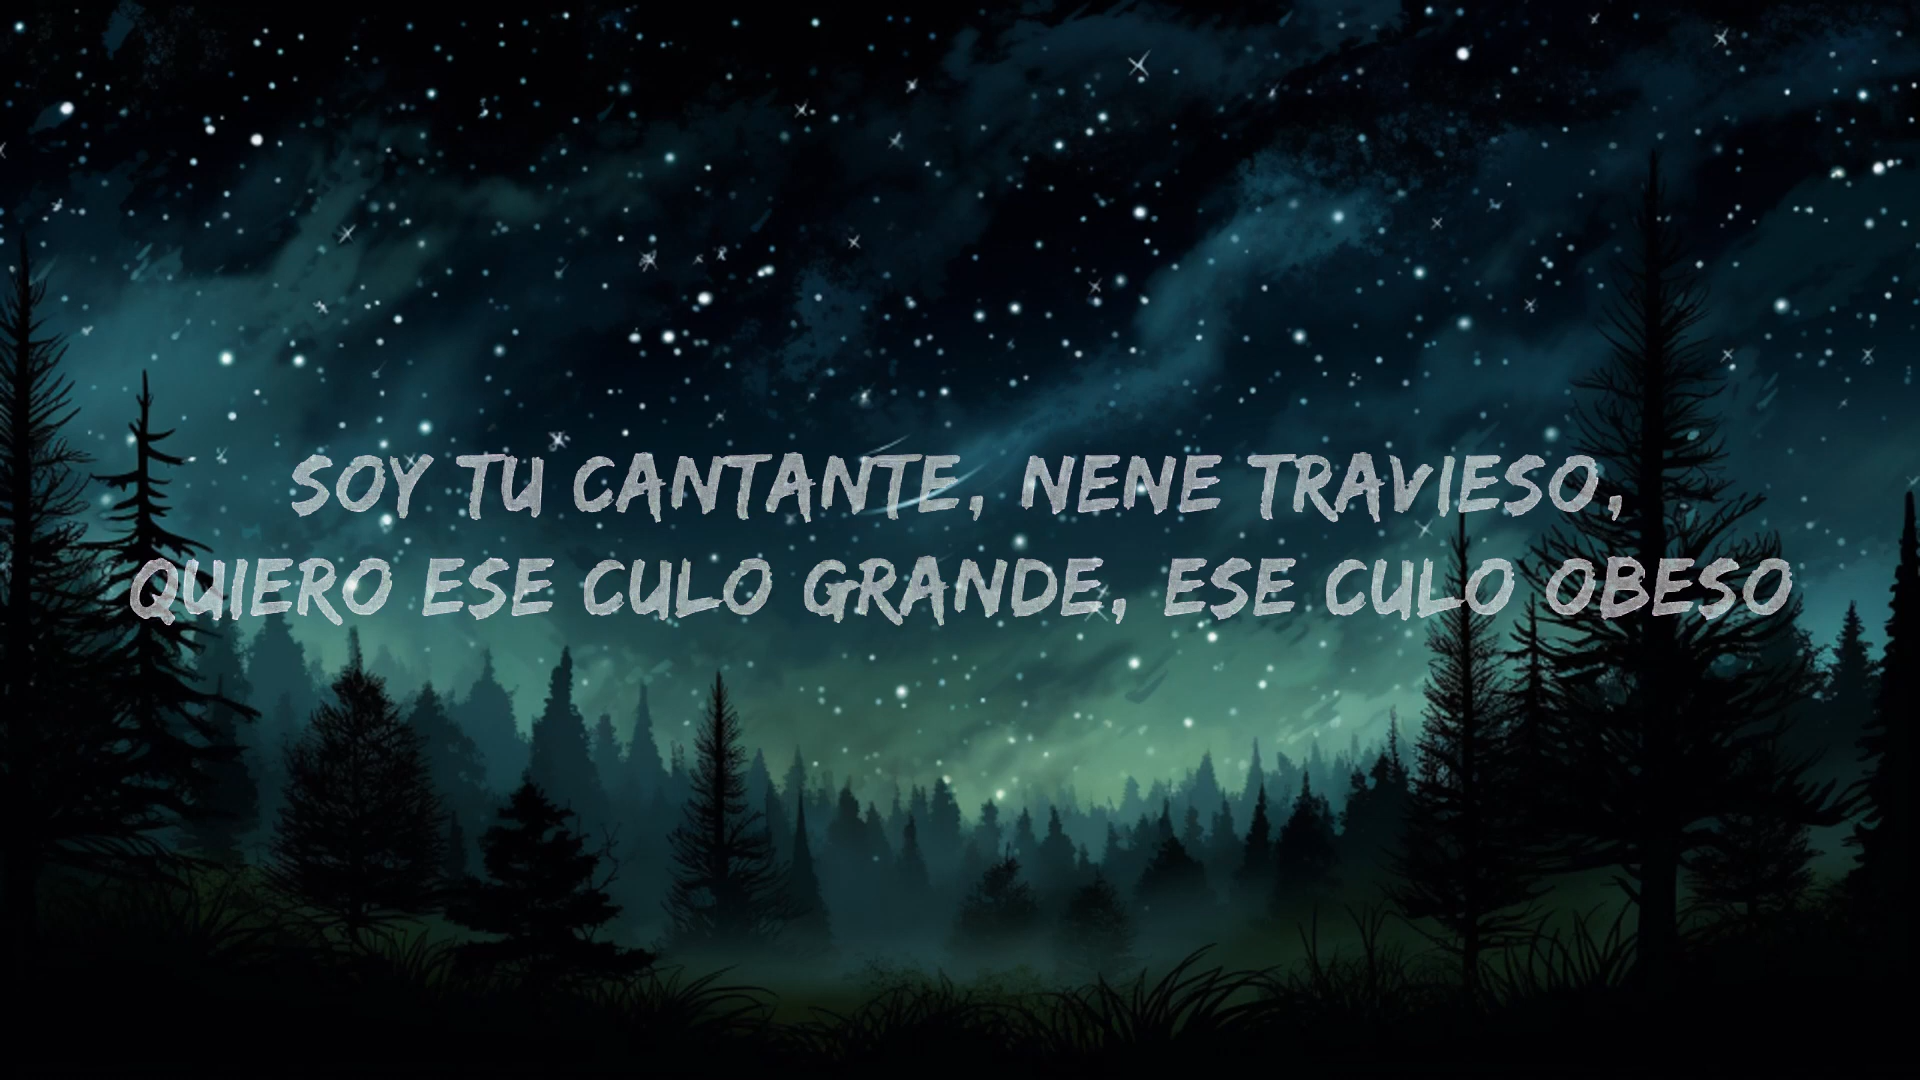 SOY TU CANTANTE, NENE TRAVIESO,
QUIERO ESE CULO GRANDE, ESE CULO OBESO